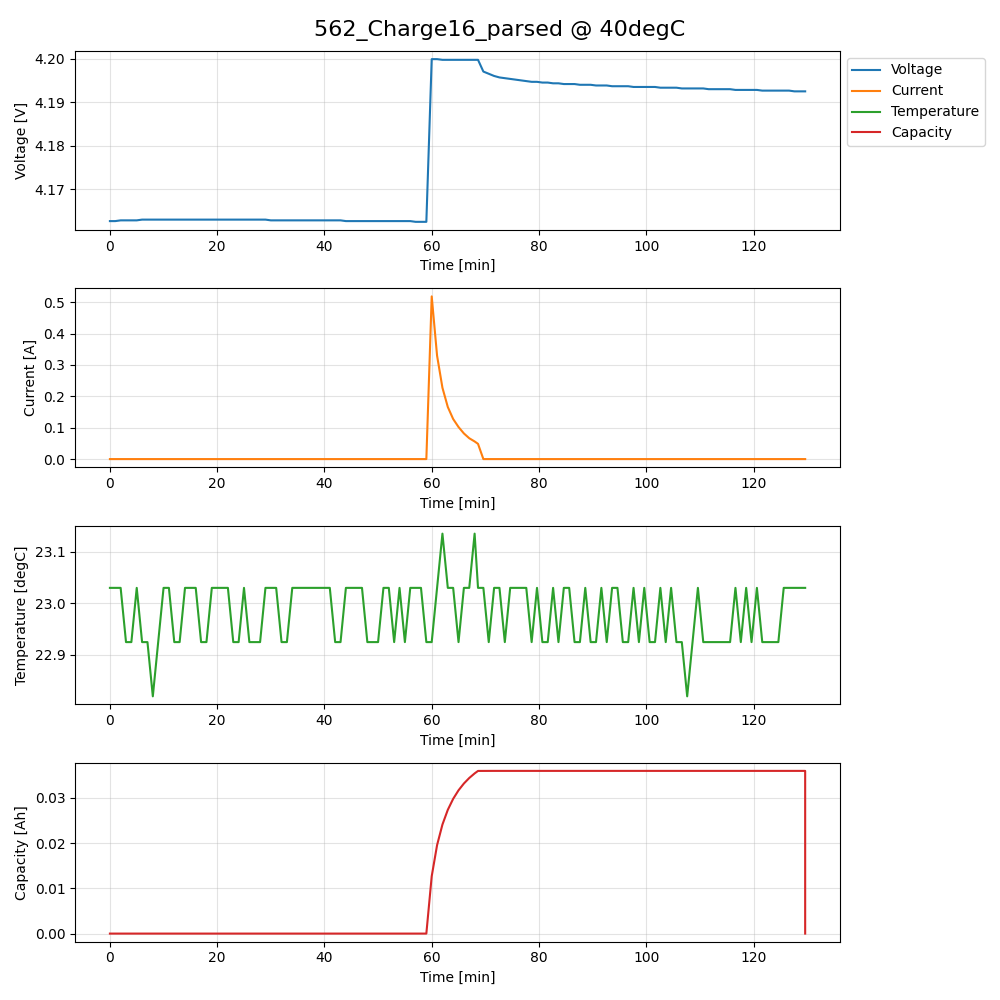 562_Charge16_parsed @ 40degC
4.20
4.19
4.18
4.17
Voltage [V]
0 20 40 60 80 100 120
Time [min]
Voltage
Current
Temperature
Capacity
0.5
0.4
0.3
0.2
0.1
0.0
Current [A]
0 20 40 60 80 100 120
Time [min]
23.1
23.0
22.9
Temperature [degC]
0 20 40 60 80 100 120
Time [min]
0.03
0.02
0.01
0.00
Capacity [Ah]
0 20 40 60 80 100 120
Time [min]